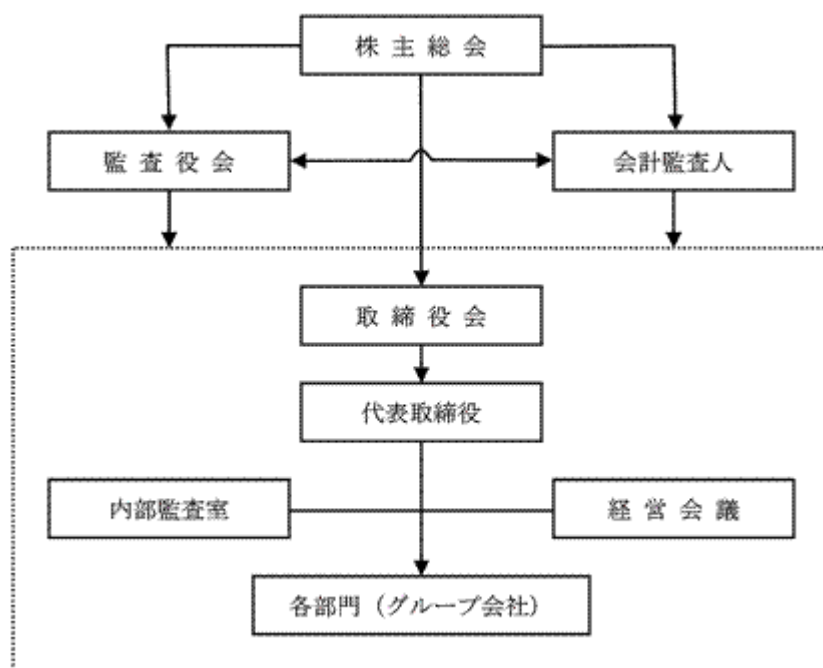 株主総会
監査役会
会計監査人
取締役会
代表取締役
内部監査室
経営会議
各部門（グループ会社）